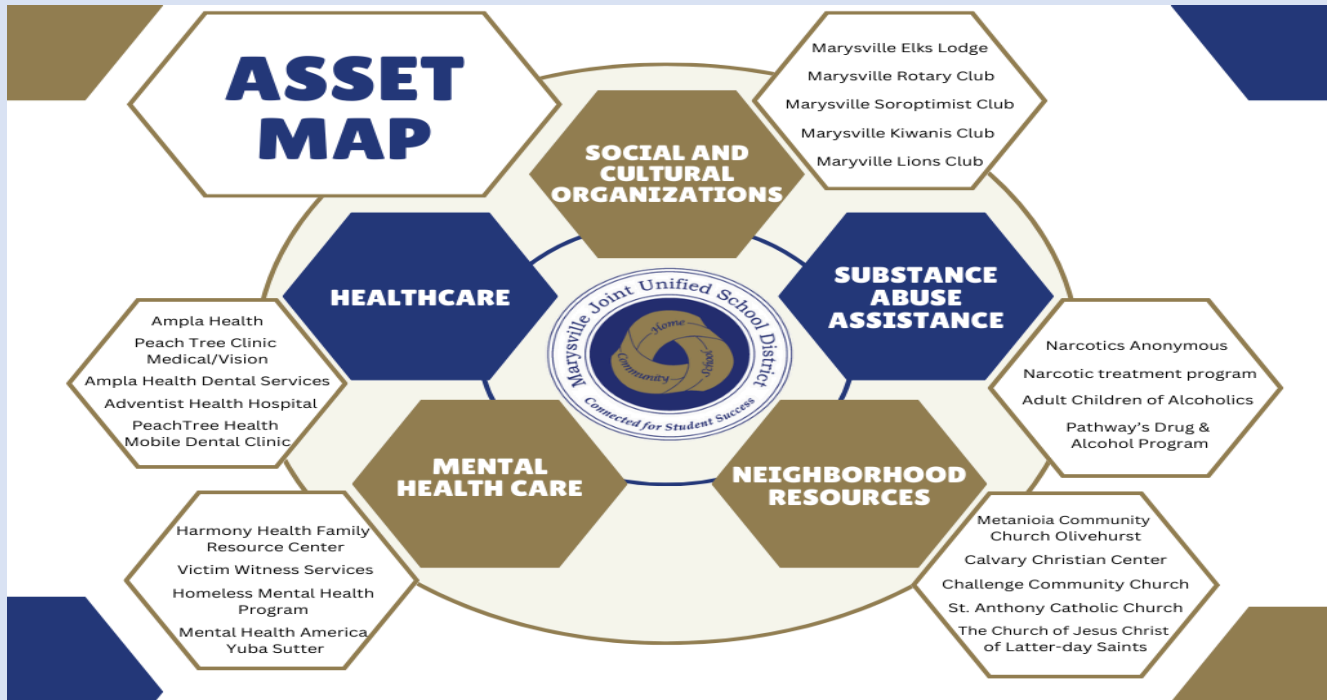 ASSET
MAP
SOCIAL AND
CULTURAL
ORGANIZATIONS
Marysville Elks Lodge
Marysville Rotary Club
Marysville Soroptimist Club
Marysville Kiwanis Club
Maryville Lions Club
HEALTHCARE
Ampla Health
Peach Tree Clinic
Medical/Vision
Ampla Health Dental Services
Adventist Health Hospital
PeachTree Health
Mobile Dental Clinic
SUBSTANCE
ABUSE
ASSISTANCE
Narcotics Anonymous
Narcotic treatment program
Adult Children of Alcoholics
Pathway's Drug &
Alcohol Program
Marysville Joint Unified School District
Home
School
Community
Connected for Student Success
MENTAL
HEALTH CARE
Harmony Health Family
Resource Center
Victim Witness Services
Homeless Mental Health
Program
Mental Health America
Yuba Sutter
NEIGHBORHOOD
RESOURCES
Metanioia Community
Church Olivehurst
Calvary Christian Center
Challenge Community Church
St. Anthony Catholic Church
The Church of Jesus Christ
of Latter-day Saints